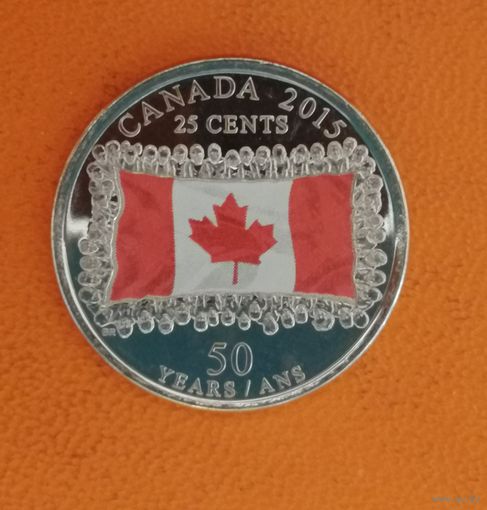 CANADA 2015
25 CENTS
50
YEARS / ANS